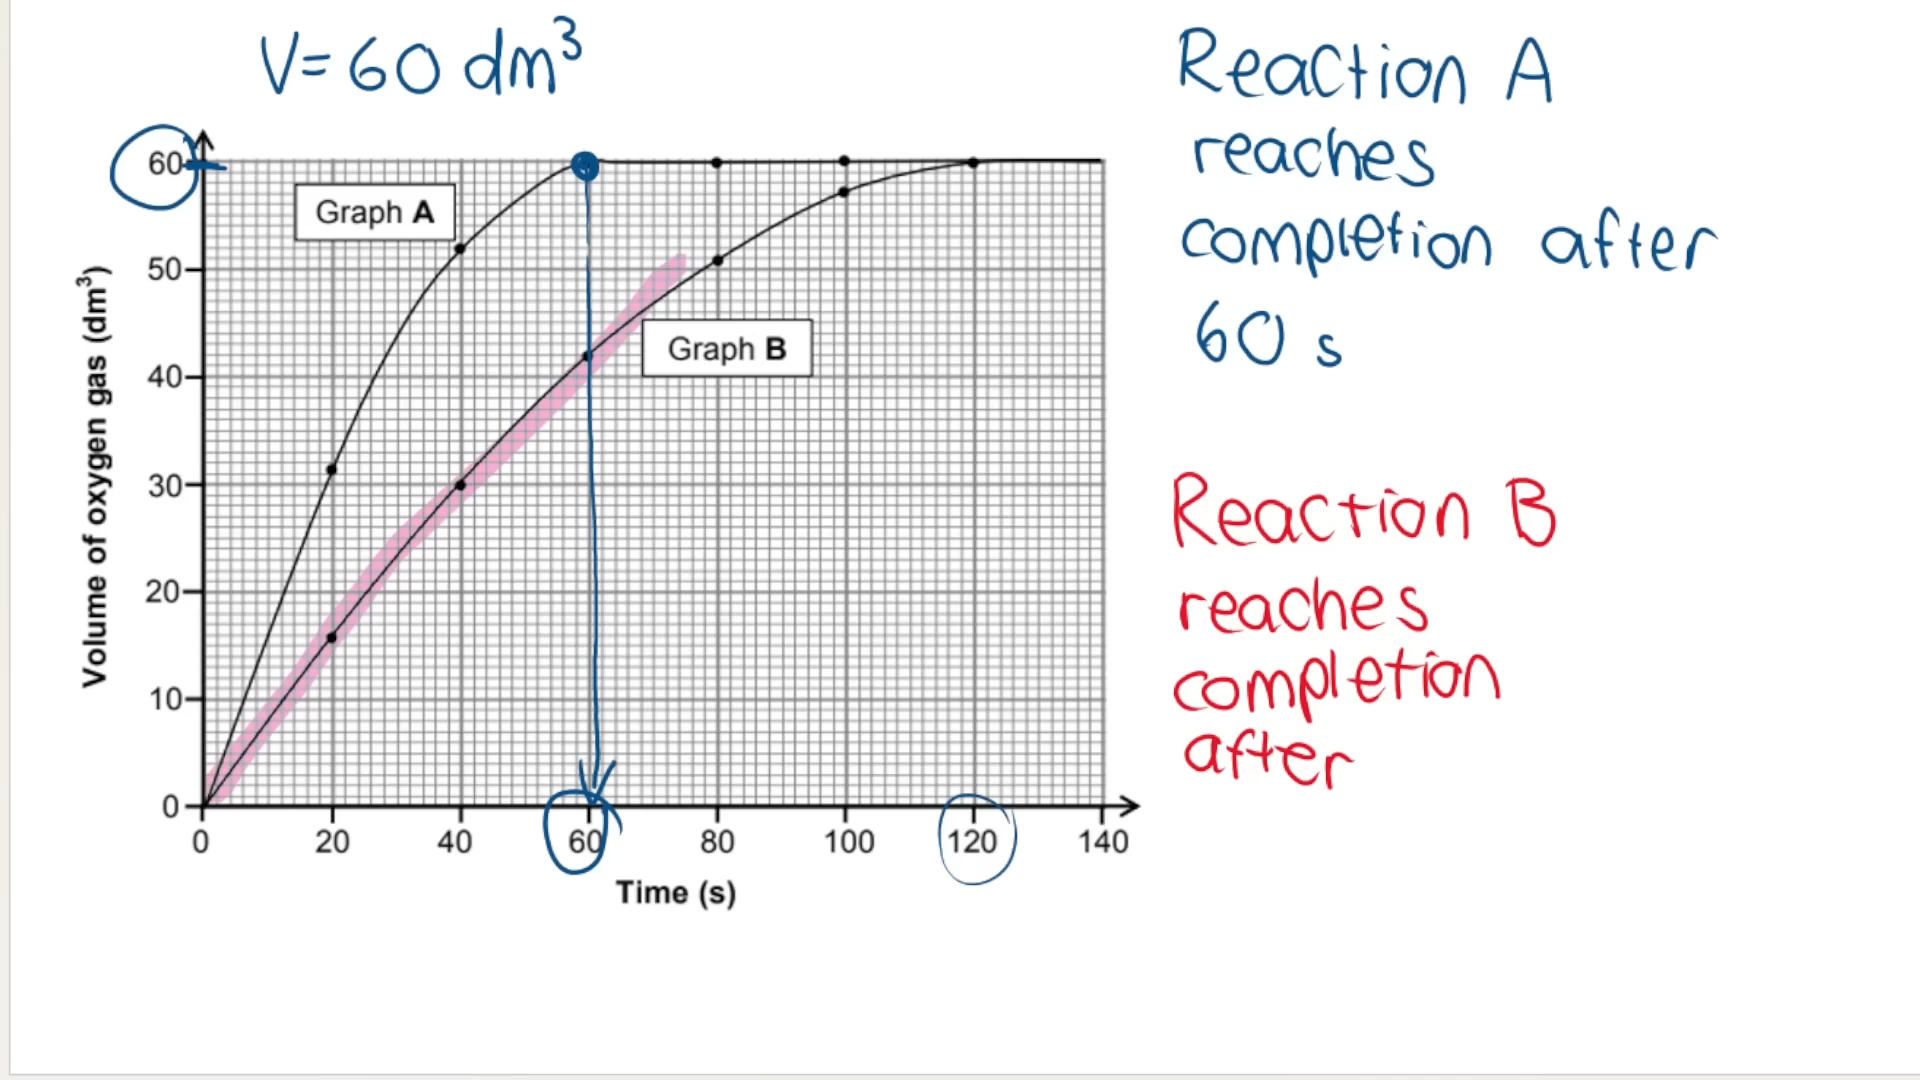 V= 60 dm³
Reaction A
reaches
completion after
60 s
Reaction B
reaches
completion
after
Graph A
Graph B
Volume of oxygen gas (dm³)
60
50
40
30
20
10
0
0 20 40 60 80 100 120 140
Time (s)